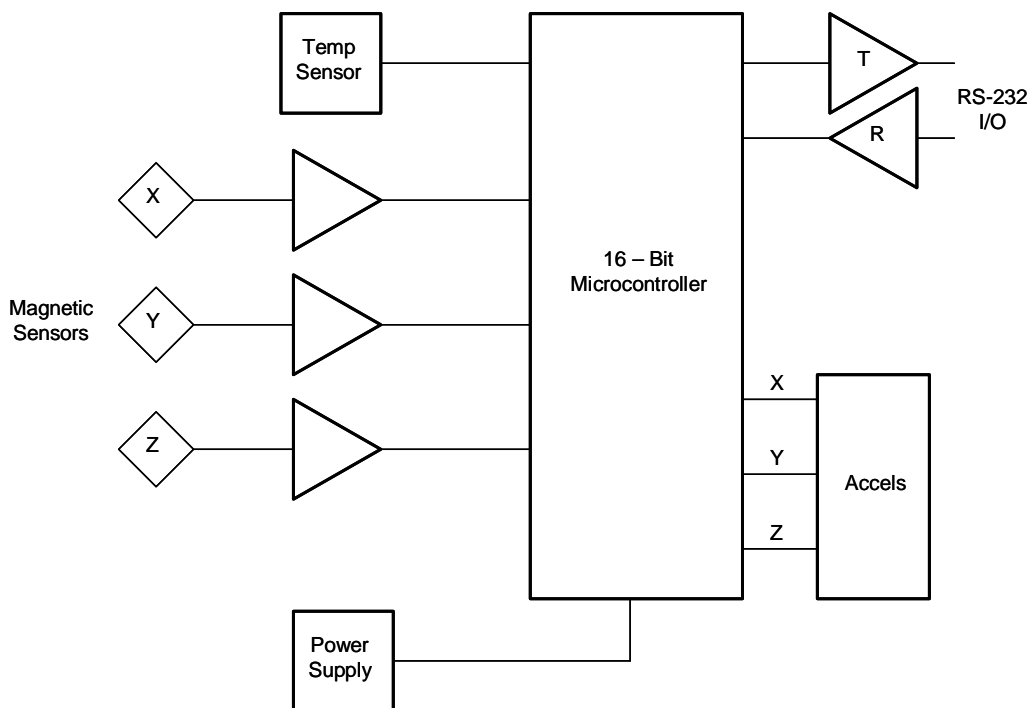 Temp
Sensor
T
RS-232
I/O
R
X
16 – Bit
Microcontroller
Magnetic
Sensors
Y
X
Y
Accels
Z
Z
Power
Supply